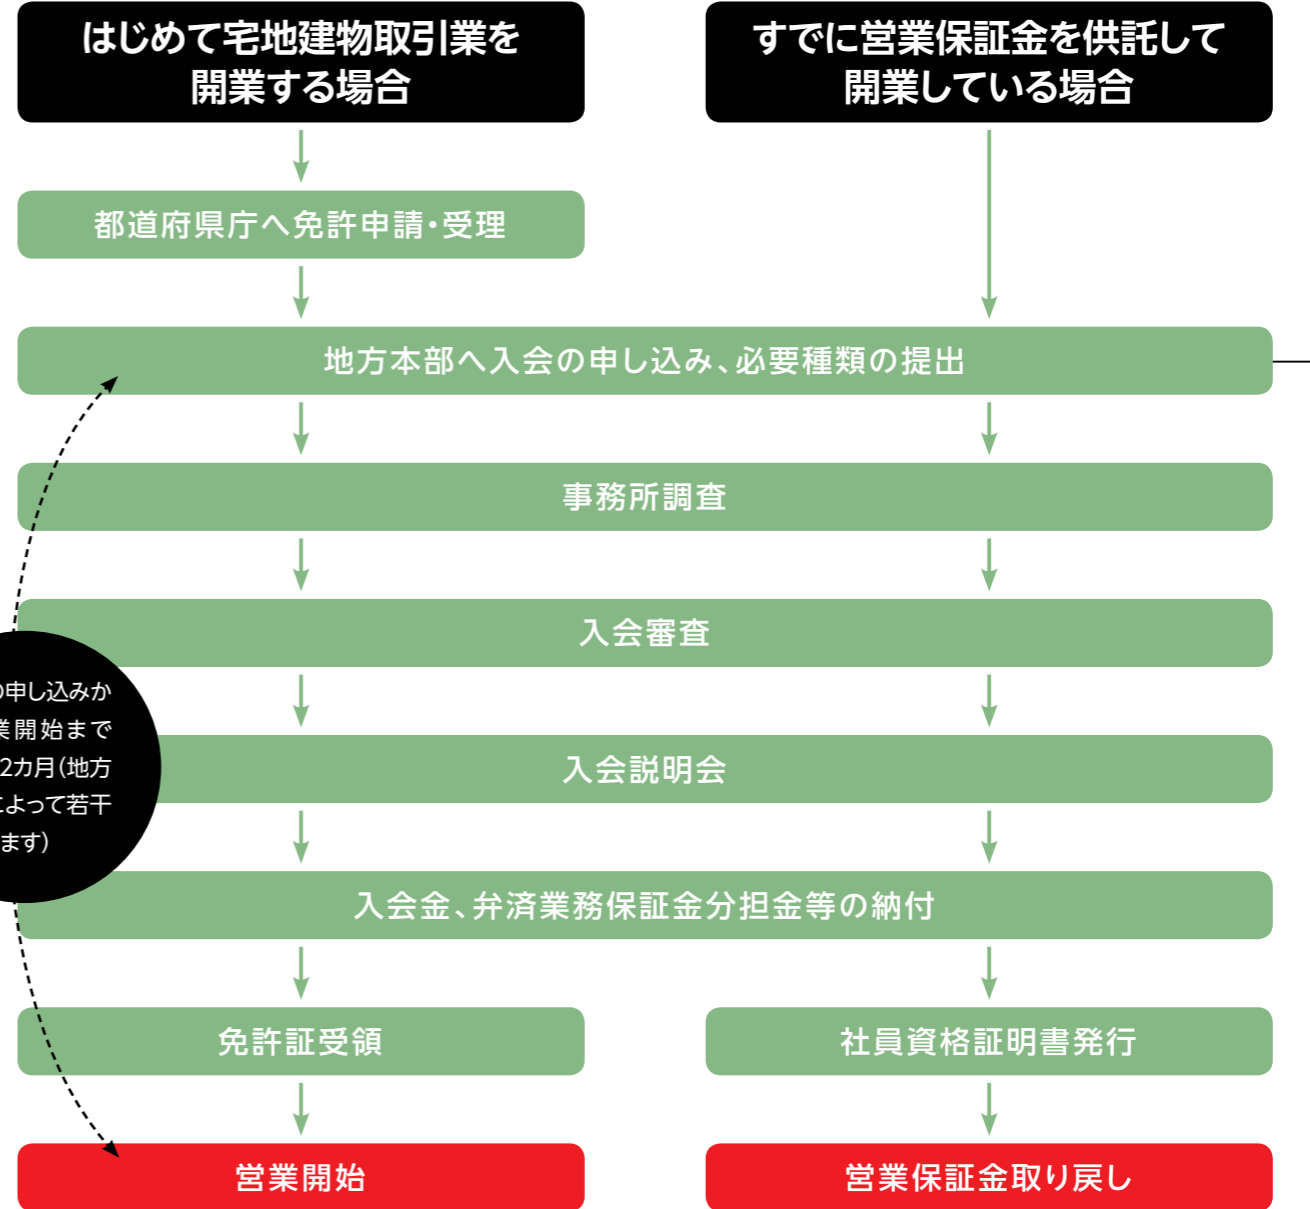 はじめて宅地建物取引業を
開業する場合
すでに営業保証金を供託して
開業している場合
都道府県庁へ免許申請・受理
地方本部へ入会の申し込み、必要種類の提出
事務所調査
入会審査
入会説明会
の申し込みか
業開始まで
2カ月(地方
によって若干
ます)
入会金、弁済業務保証金分担金等の納付
免許証受領
社員資格証明書発行
営業開始
営業保証金取り戻し